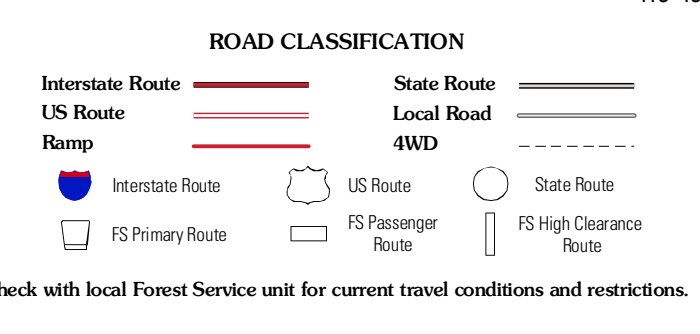 ROAD CLASSIFICATION
Interstate Route
State Route
US Route
Local Road
Ramp
4WD
Interstate Route
US Route
State Route
FS Primary Route
FS Passenger
Route
FS High Clearance
Route
heck with local Forest Service unit for current travel conditions and restrictions.